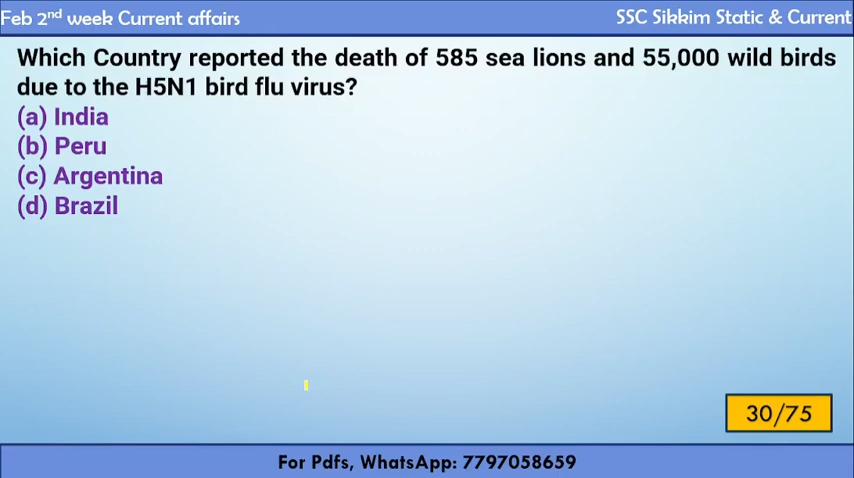 Feb 2nd week Current affairs
SSC Sikkim Static & Current
Which Country reported the death of 585 sea lions and 55,000 wild birds
due to the H5N1 bird flu virus?
(a) India
(b) Peru
(c) Argentina
(d) Brazil
30/75
For Pdfs, WhatsApp: 7797058659